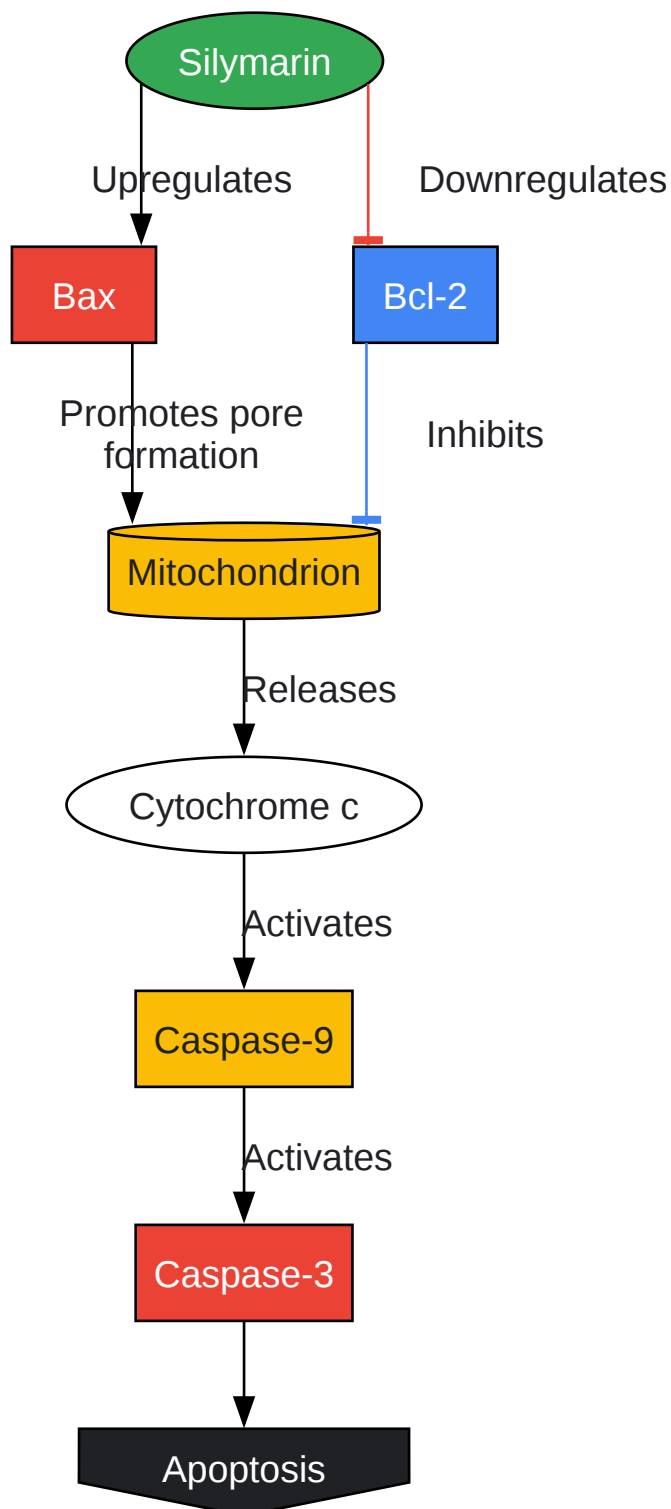 Silymarin
Upregulates
Downregulates
Bax
Bcl-2
Promotes pore
formation
Inhibits
Mitochondrion
Releases
Cytochrome c
Activates
Caspase-9
Activates
Caspase-3
Apoptosis